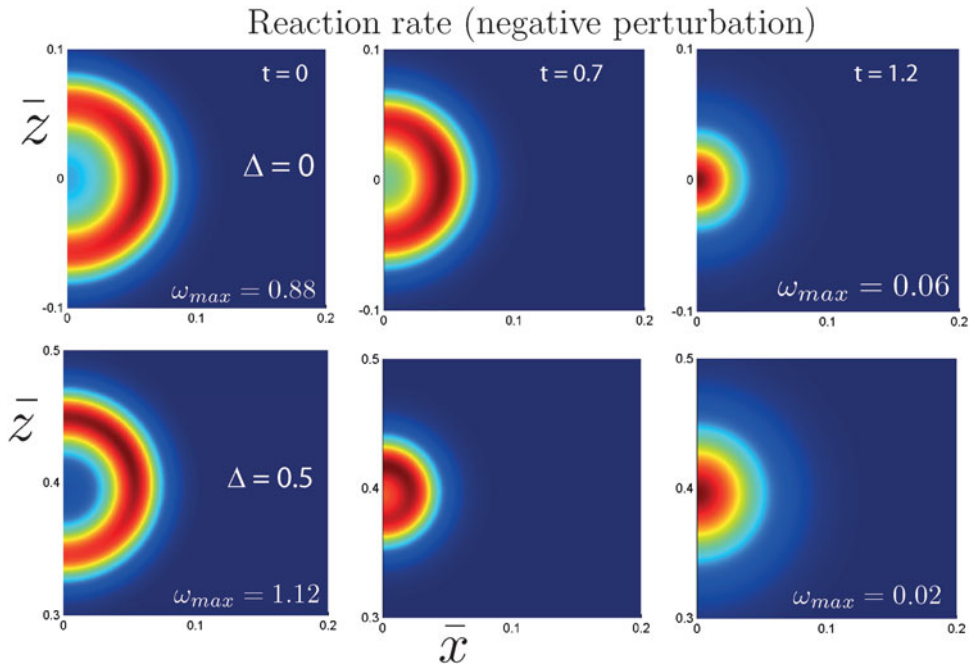 Reaction rate (negative perturbation)
0.1
t = 0
0.1
t = 0.7
0.1
t = 1.2
z̄
0
Δ = 0
0
0
-0.1
ω_max = 0.88
-0.1
-0.1
ω_max = 0.06
0 0.1 0.2
0 0.1 0.2
0 0.1 0.2
0.5
0.5
0.5
z̄
0.4
Δ = 0.5
0.4
0.4
0.3
ω_max = 1.12
0.3
0.3
ω_max = 0.02
0 0.1 0.2
0 0.1 0.2
0 0.1 0.2
x̄